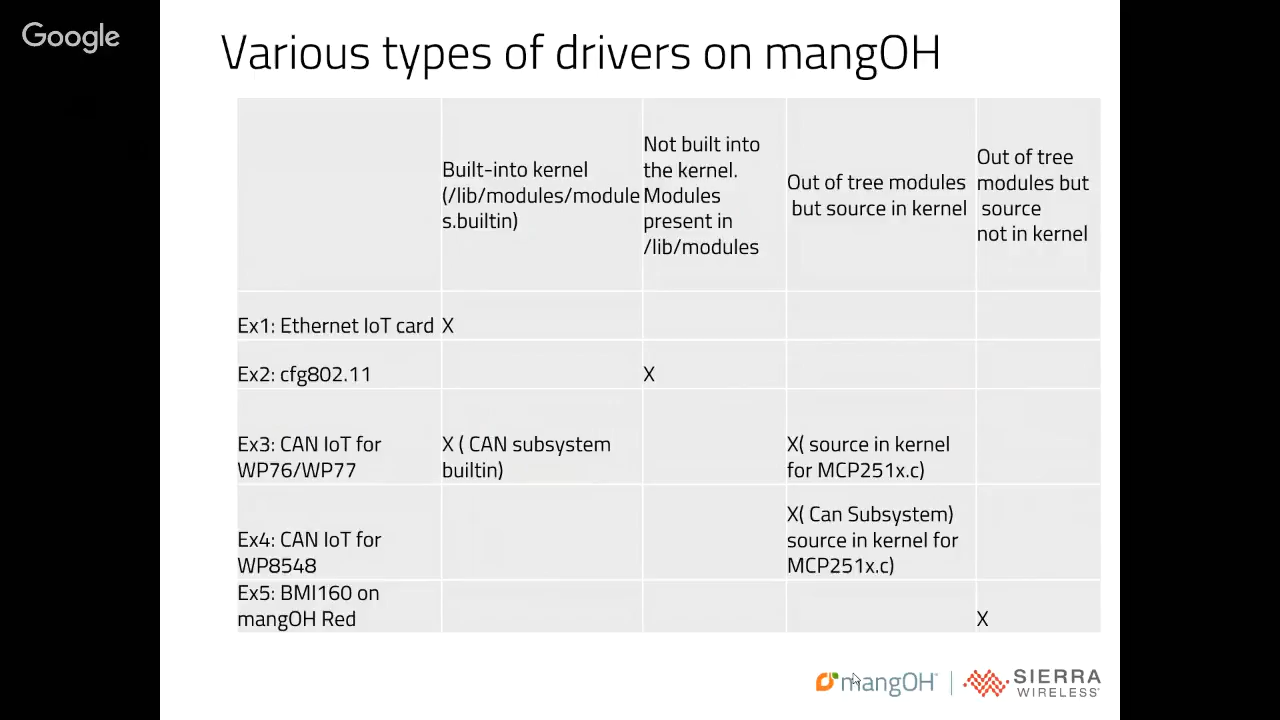 Google
Various types of drivers on mangOH
Built-into kernel
(/lib/modules/module
s.builtin)
Not built into
the kernel.
Modules
present in
/lib/modules
Out of tree modules
but source in kernel
Out of tree
modules but
source
not in kernel
Ex1: Ethernet IoT card
X
Ex2: cfg802.11
X
Ex3: CAN IoT for
WP76/WP77
X ( CAN subsystem
builtin)
X( source in kernel
for MCP251x.c)
Ex4: CAN IoT for
WP8548
X( Can Subsystem)
source in kernel for
MCP251x.c)
Ex5: BMI160 on
mangOH Red
X
mangOH
SIERRA
WIRELESS